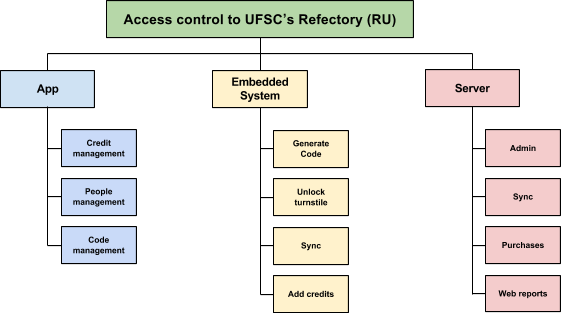 Access control to UFSC's Refectory (RU)
App
Embedded
System
Server
Credit
management
People
management
Code
management
Generate
Code
Unlock
turnstile
Sync
Add credits
Admin
Sync
Purchases
Web reports